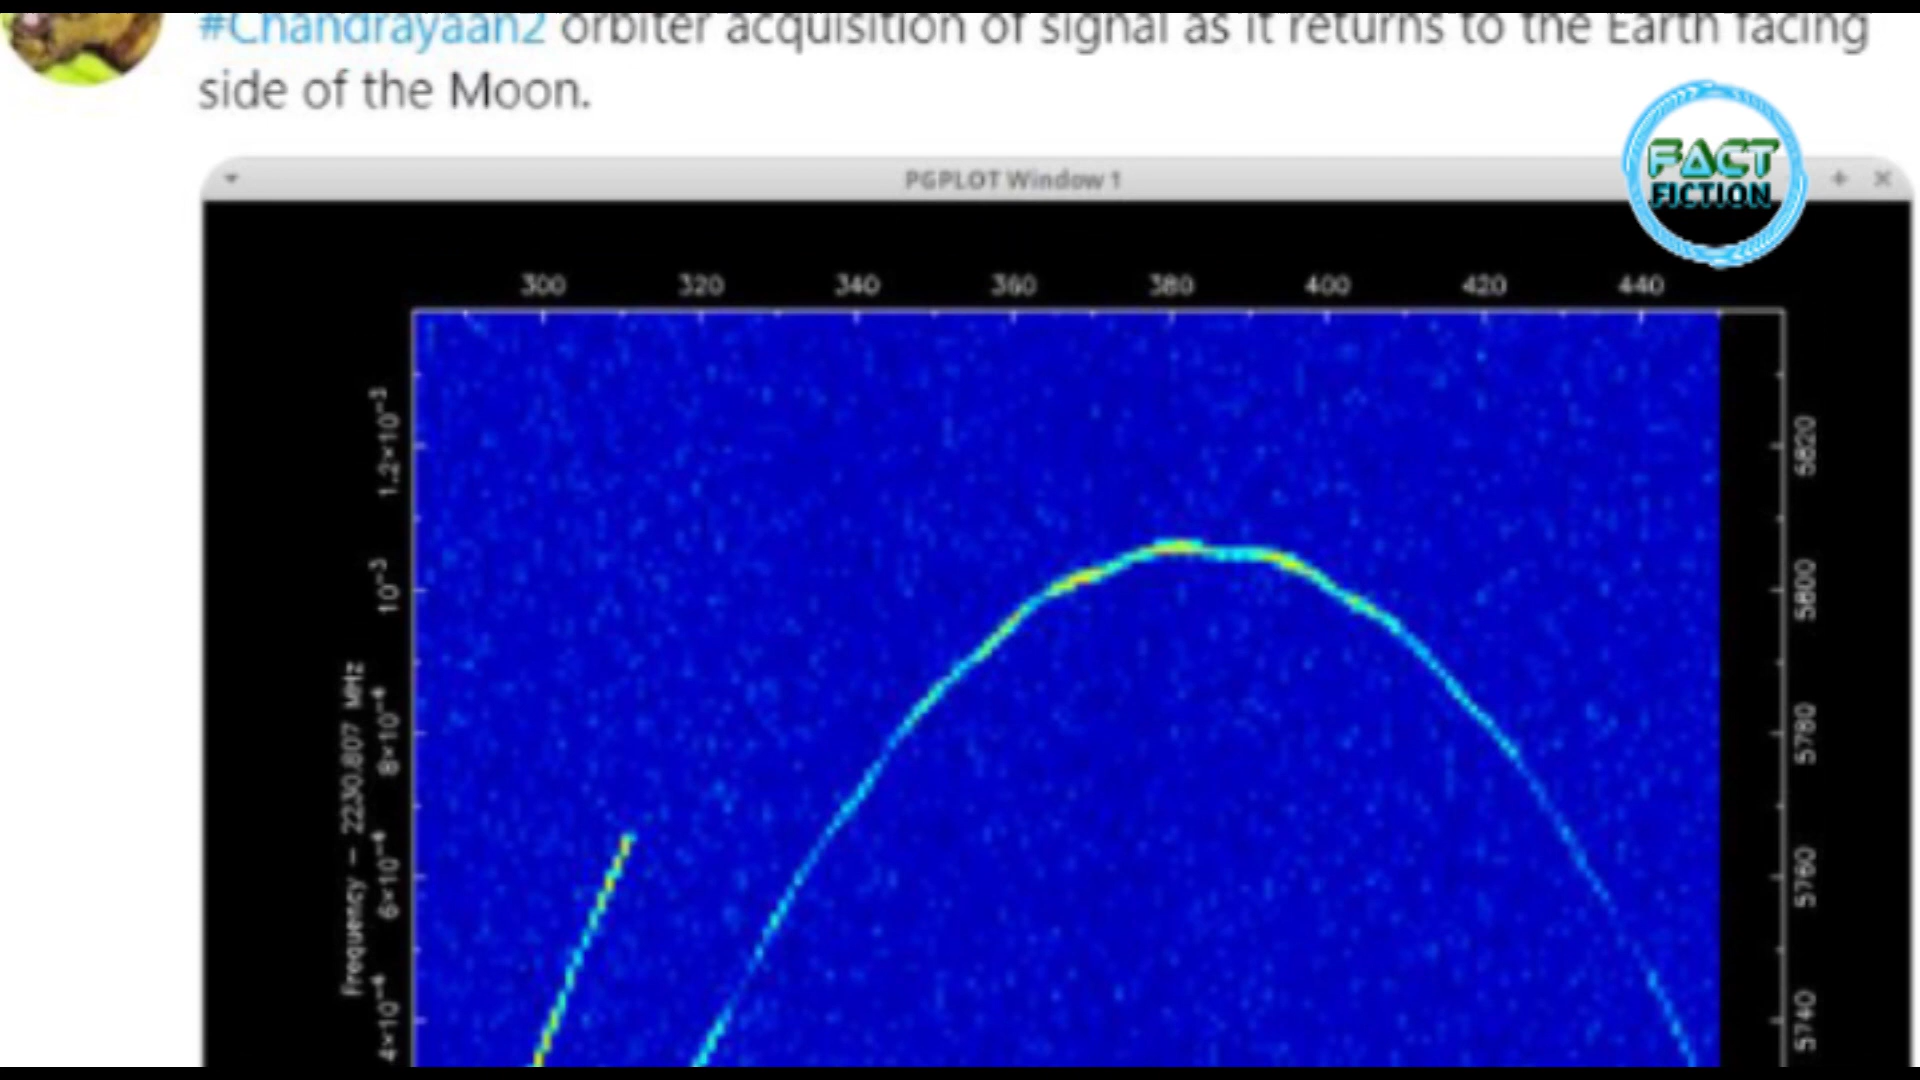 #Chandrayaan2 orbiter acquisition of signal as it returns to the Earth facing
side of the Moon.
FACT
FICTION
PGPLOT Window 1
300 320 340 360 380 400 420 440
1.2×10⁻³
10⁻³
8×10⁻⁴
6×10⁻⁴
4×10⁻⁴
Frequency – 2230.807 MHz
5820
5800
5780
5760
5740